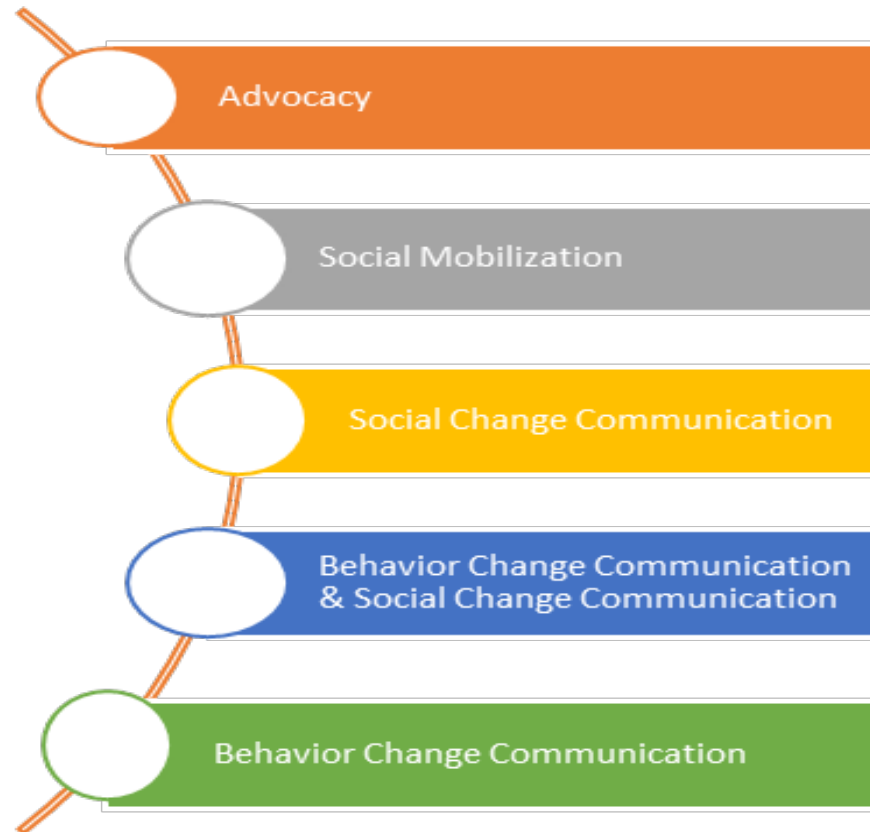 Advocacy
Social Mobilization
Social Change Communication
Behavior Change Communication
& Social Change Communication
Behavior Change Communication